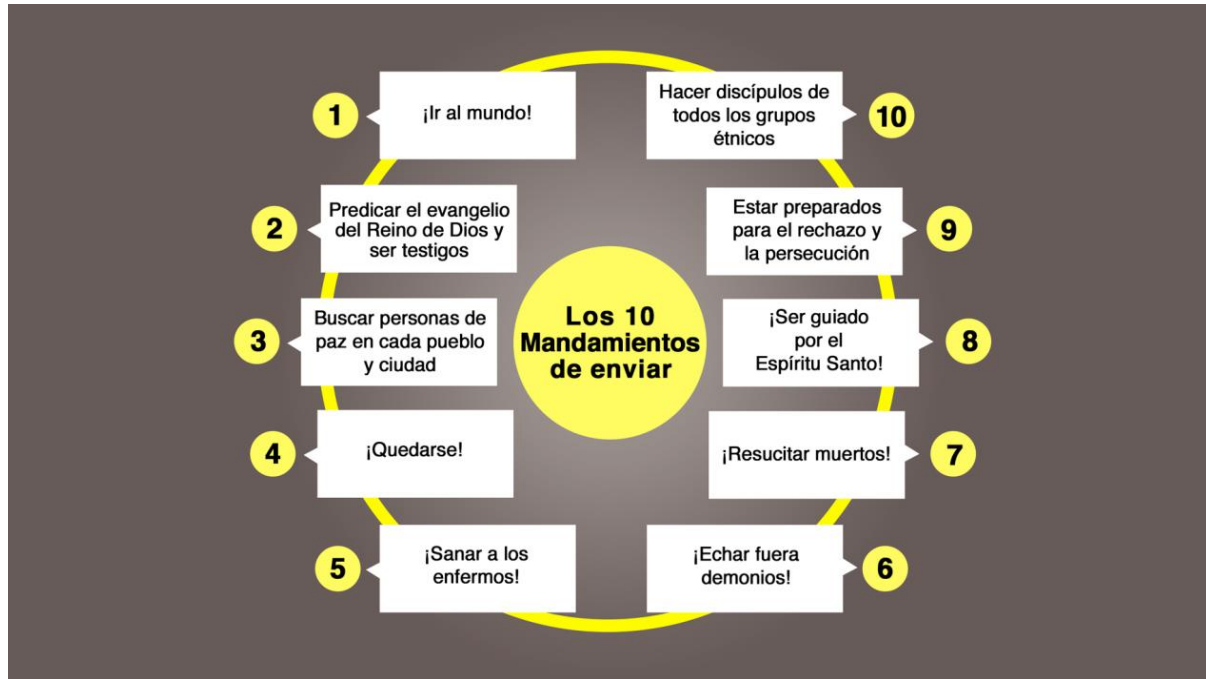 Los 10
Mandamientos
de enviar
1
¡Ir al mundo!
2
Predicar el evangelio
del Reino de Dios y
ser testigos
3
Buscar personas de
paz en cada pueblo
y ciudad
4
¡Quedarse!
5
¡Sanar a los
enfermos!
6
¡Echar fuera
demonios!
7
¡Resucitar muertos!
8
¡Ser guiado
por el
Espíritu Santo!
9
Estar preparados
para el rechazo y
la persecución
10
Hacer discípulos de
todos los grupos
étnicos